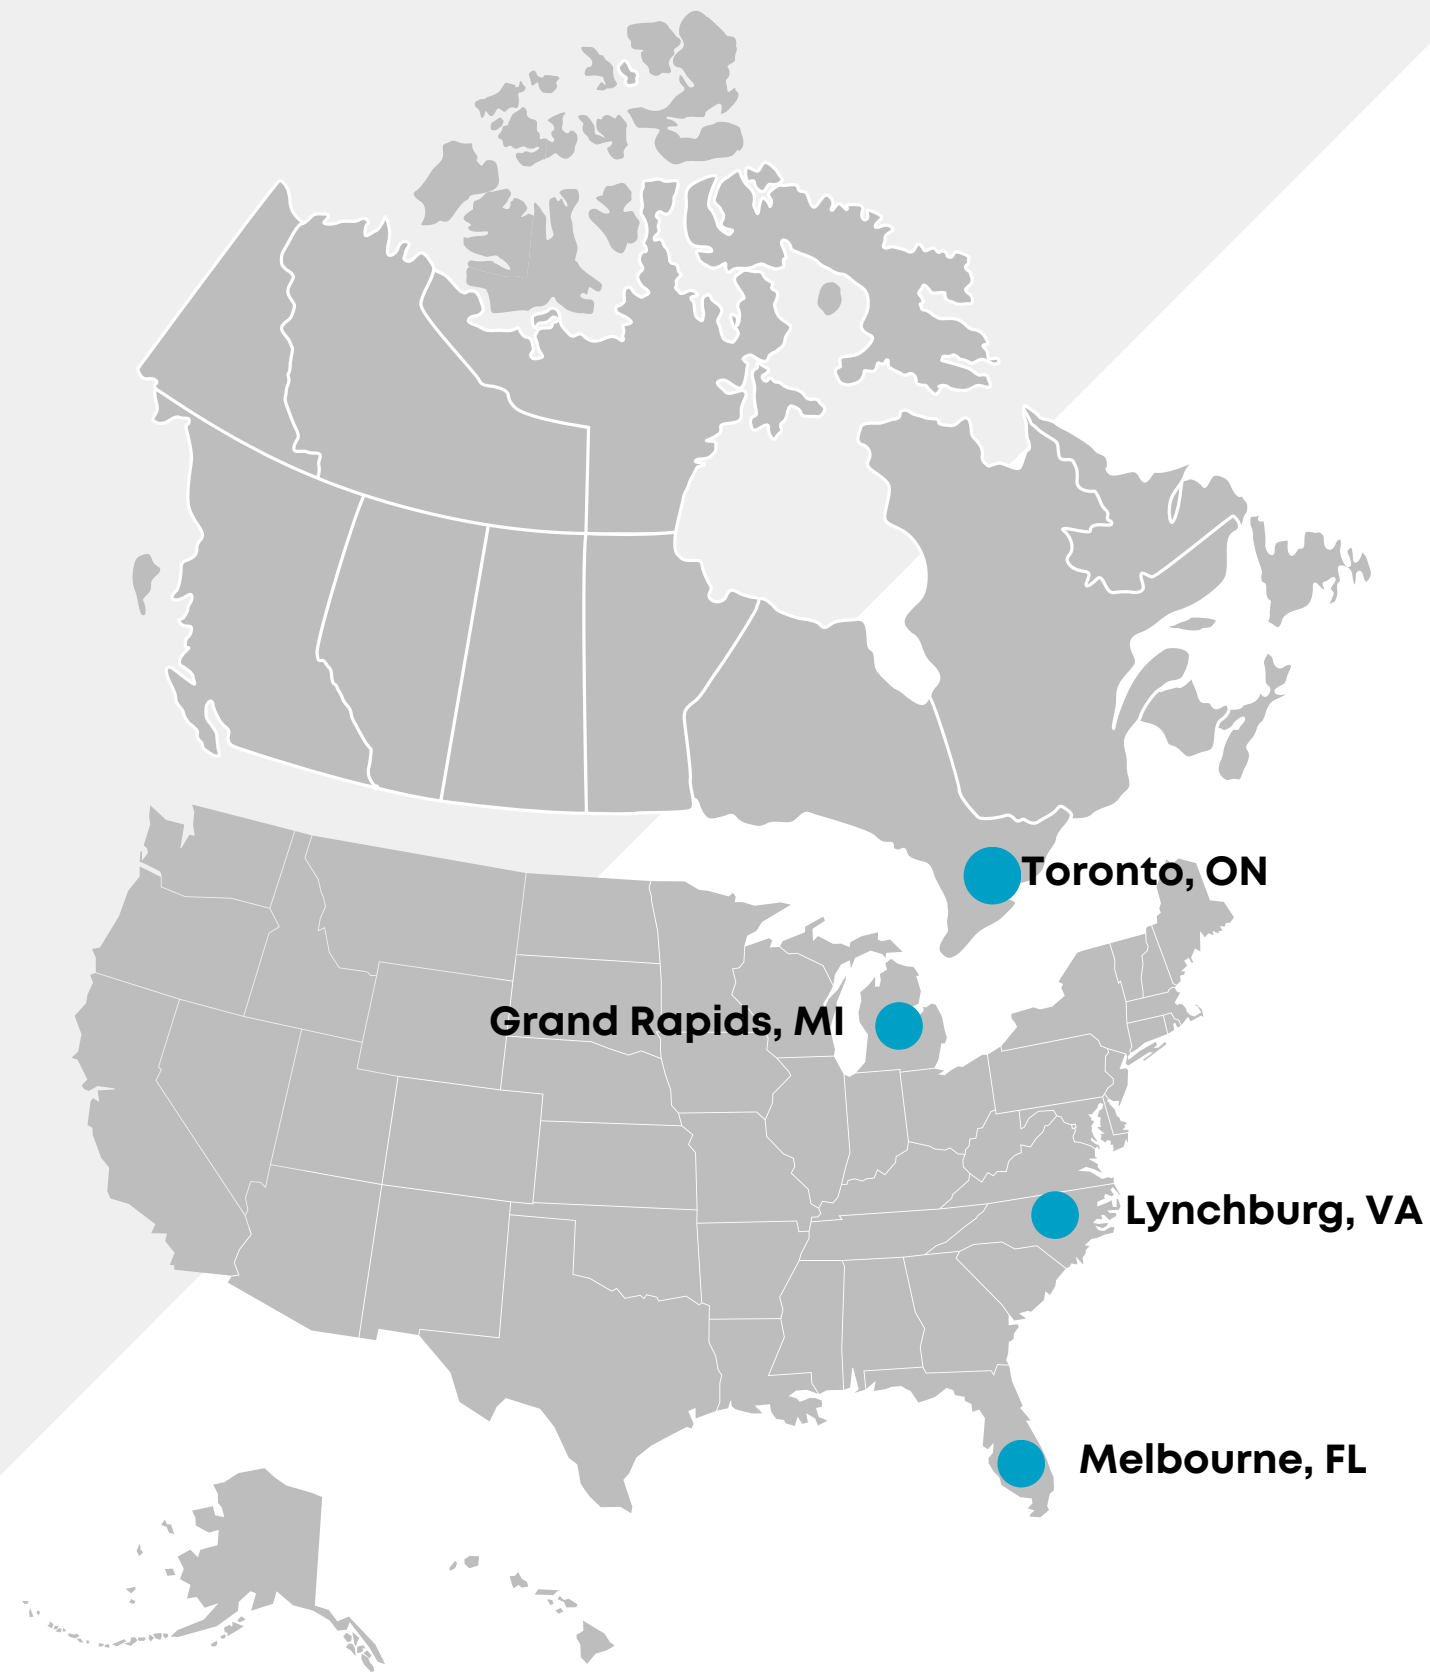 Toronto, ON
Grand Rapids, MI
Lynchburg, VA
Melbourne, FL